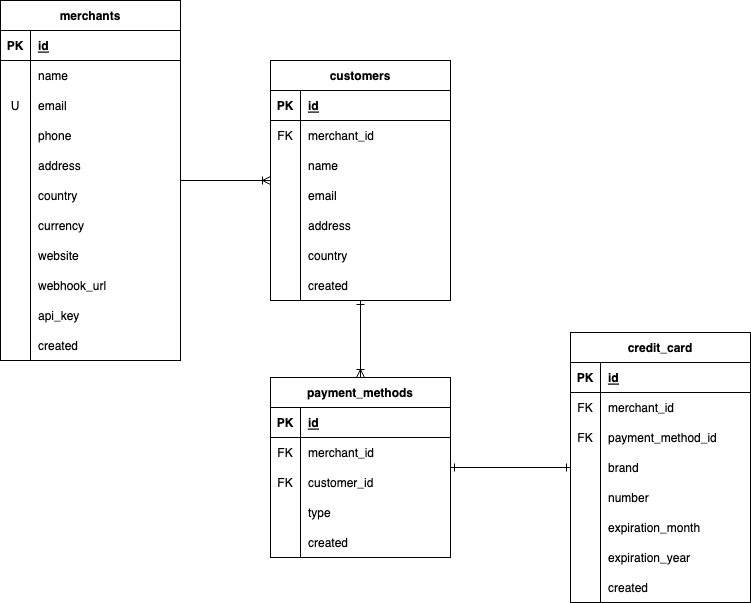 merchants
PK id
name
U email
phone
address
country
currency
website
webhook_url
api_key
created
customers
PK id
FK merchant_id
name
email
address
country
created
payment_methods
PK id
FK merchant_id
FK customer_id
type
created
credit_card
PK id
FK merchant_id
FK payment_method_id
brand
number
expiration_month
expiration_year
created